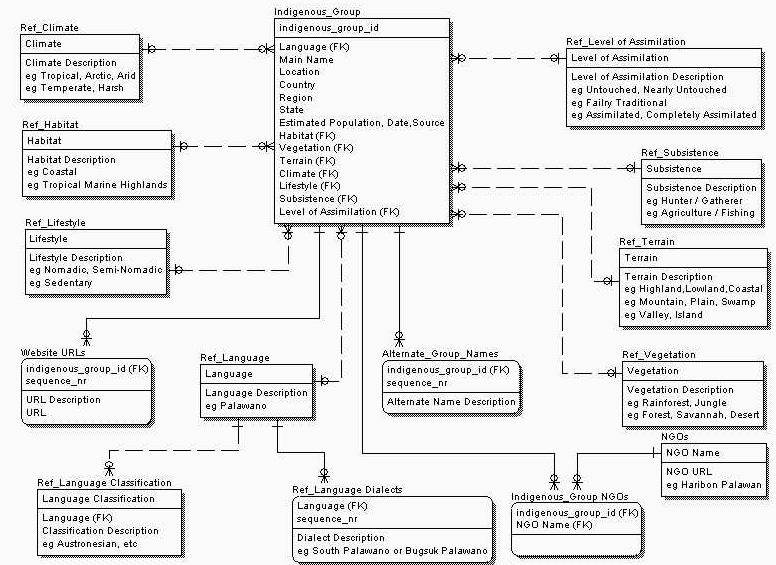 Indigenous_Group
indigenous_group_id
Language (FK)
Main Name
Location
Country
Region
State
Estimated Population, Date,Source
Habitat (FK)
Vegetation (FK)
Terrain (FK)
Climate (FK)
Lifestyle (FK)
Subsistence (FK)
Level of Assimilation (FK)
Ref_Climate
Climate
Climate Description
eg Tropical, Arctic, Arid
eg Temperate, Harsh
Ref_Level of Assimilation
Level of Assimilation
Level of Assimilation Description
eg Untouched, Nearly Untouched
eg Failry Traditional
eg Assimilated, Completely Assimilated
Ref_Habitat
Habitat
Habitat Description
eg Coastal
eg Tropical Marine Highlands
Ref_Subsistence
Subsistence
Subsistence Description
eg Hunter / Gatherer
eg Agriculture / Fishing
Ref_Lifestyle
Lifestyle
Lifestyle Description
eg Nomadic, Semi-Nomadic
eg Sedentary
Ref_Terrain
Terrain
Terrain Description
eg Highland,Lowland,Coastal
eg Mountain, Plain, Swamp
eg Valley, Island
Website URLs
indigenous_group_id (FK)
sequence_nr
URL Description
URL
Ref_Language
Language
Language Description
eg Palawano
Alternate_Group_Names
indigenous_group_id (FK)
sequence_nr
Alternate Name Description
Ref_Vegetation
Vegetation
Vegetation Description
eg Rainforest, Jungle
eg Forest, Savannah, Desert
NGOs
NGO Name
NGO URL
eg Haribon Palawan
Ref_Language Classification
Language Classification
Language (FK)
Classification Description
eg Austronesian, etc
Ref_Language Dialects
Language (FK)
sequence_nr
Dialect Description
eg South Palawano or Bugsuk Palawano
Indigenous_Group NGOs
indigenous_group_id (FK)
NGO Name (FK)